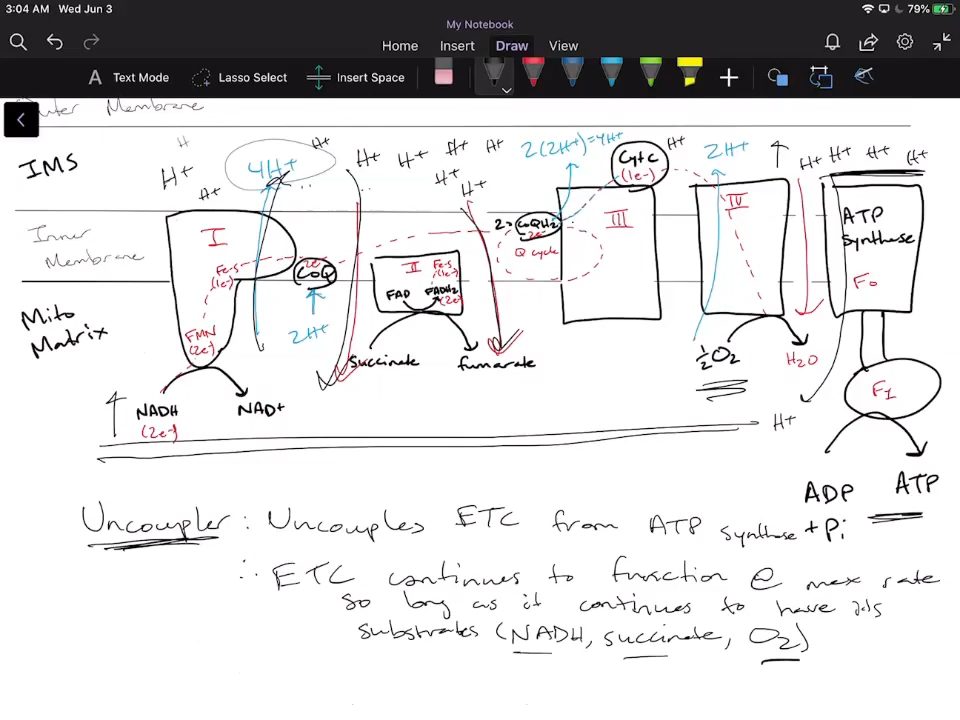 3:04 AM Wed Jun 3
79%
My Notebook
Home Insert Draw View
Text Mode Lasso Select Insert Space
Outer Membrane
IMS
H H+ H+ 4H+ H+ H+ H+ H+ H+ H+ H+ 2(2H+)=4H+ Cyt C (1e-) H+ 2H+ H+ H+ H+ H+
Inner Membrane
I
Fe-S (1e-)
2e- CoQ
II
Fe-S (1e-)
FAD FADH2 (2e-)
2x CoQH2 2e-
Q cycle
III
IV
ATP Synthase
Fo
Mito Matrix
FMN (2e-)
2H+
succinate fumarate
½O2 H2O
F1
NADH (2e-) NAD+
H+
ADP + Pi ATP
Uncoupler: Uncouples ETC from ATP synthase
∴ ETC continues to function @ max rate
so long as it continues to have its
substrates (NADH, succinate, O2)